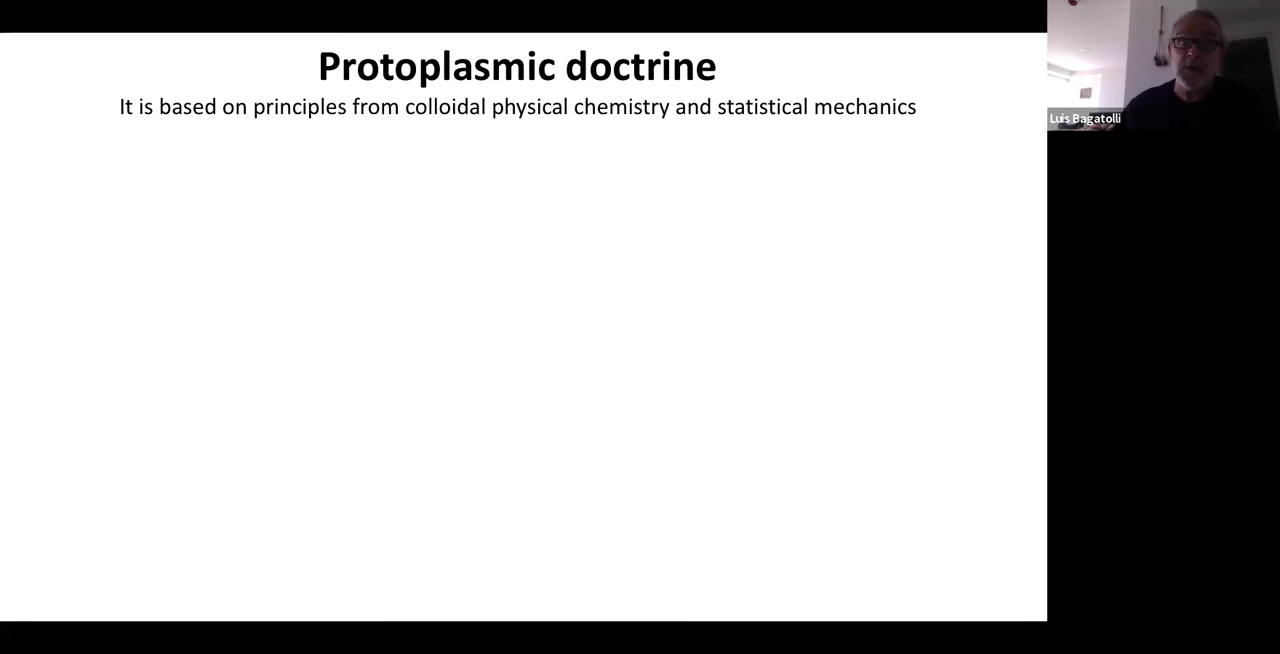 Protoplasmic doctrine
It is based on principles from colloidal physical chemistry and statistical mechanics
Luis Bagatolli